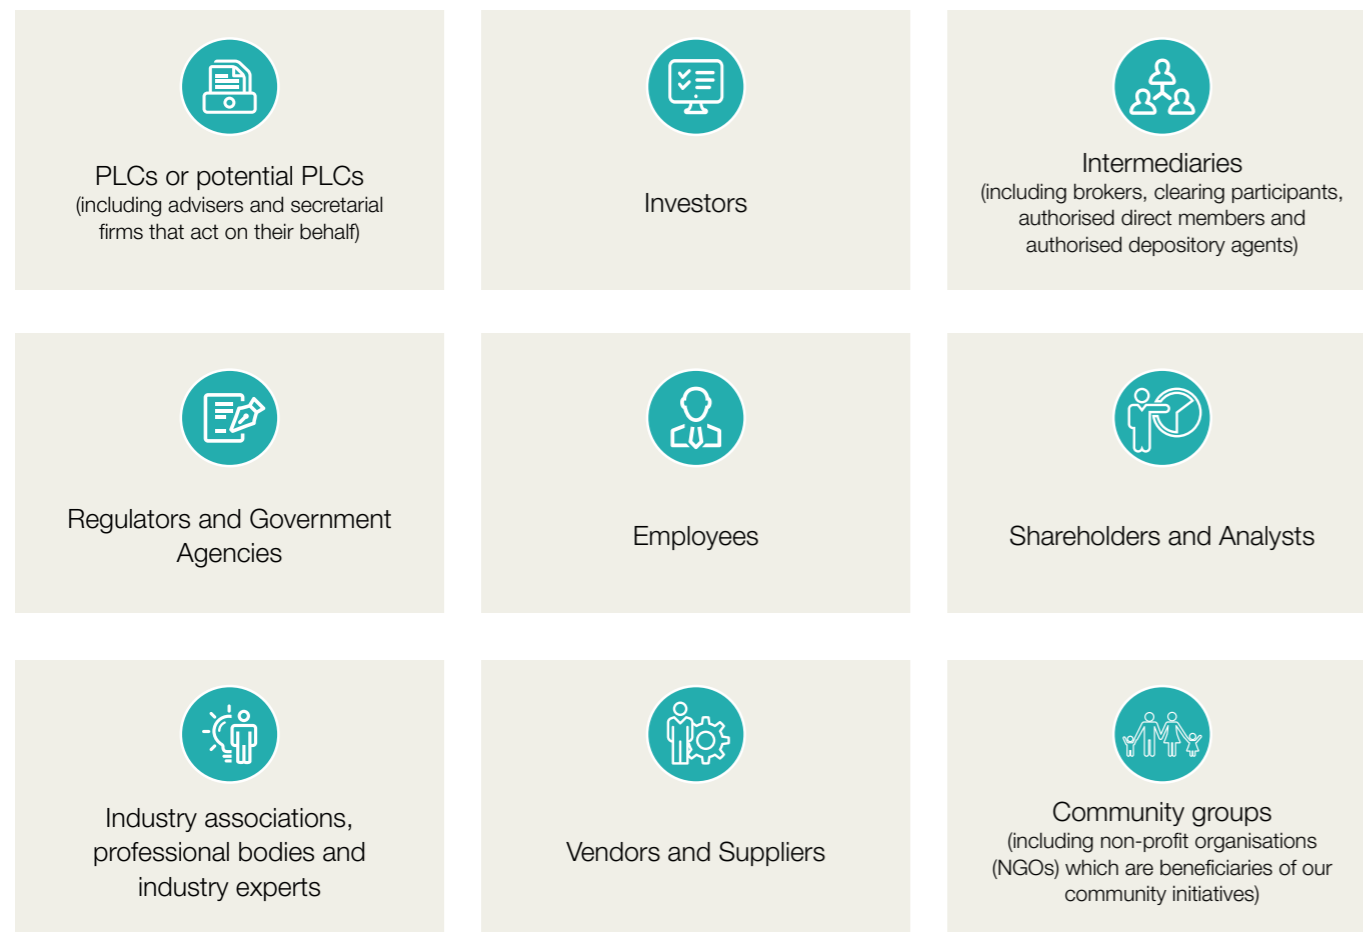 PLCs or potential PLCs
(including advisers and secretarial
firms that act on their behalf)
Investors
Intermediaries
(including brokers, clearing participants,
authorised direct members and
authorised depository agents)
Regulators and Government
Agencies
Employees
Shareholders and Analysts
Industry associations,
professional bodies and
industry experts
Vendors and Suppliers
Community groups
(including non-profit organisations
(NGOs) which are beneficiaries of our
community initiatives)